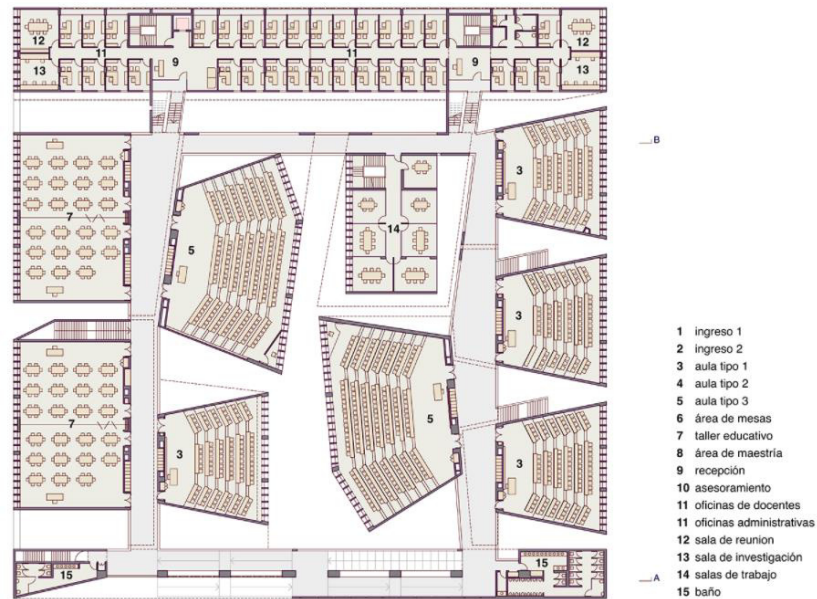 12
11
9
11
9
12
13
13
B
3
7
14
5
3
5
7
3
3
15
15
A
1 ingreso 1
2 ingreso 2
3 aula tipo 1
4 aula tipo 2
5 aula tipo 3
6 área de mesas
7 taller educativo
8 área de maestría
9 recepción
10 asesoramiento
11 oficinas de docentes
11 oficinas administrativas
12 sala de reunion
13 sala de investigación
14 salas de trabajo
15 baño